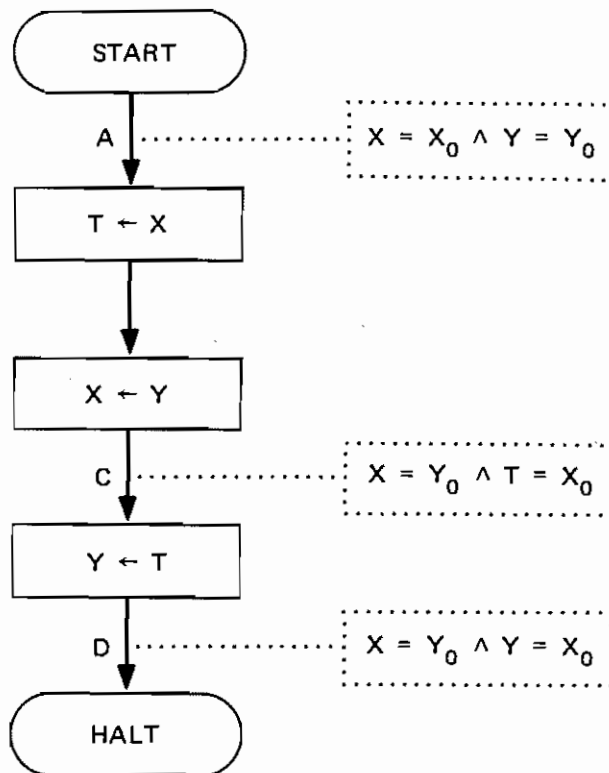 START
A
X = X₀ ∧ Y = Y₀
T ← X
X ← Y
C
X = Y₀ ∧ T = X₀
Y ← T
D
X = Y₀ ∧ Y = X₀
HALT